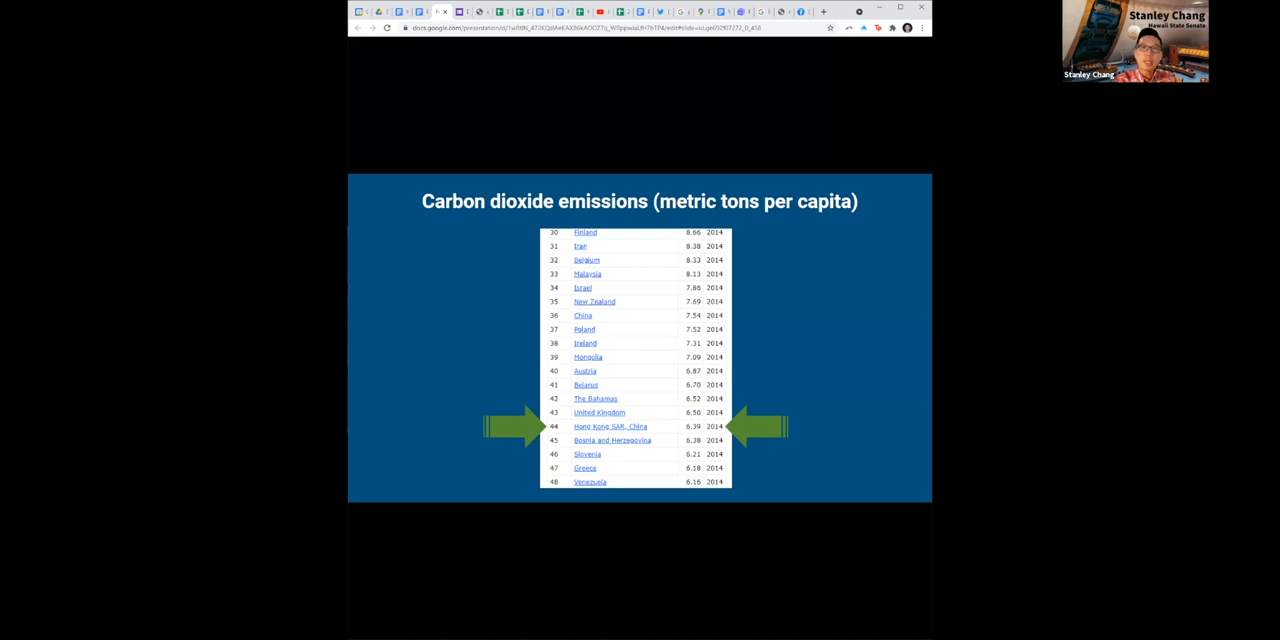 Stanley Chang
Hawaii State Senate
Stanley Chang
Carbon dioxide emissions (metric tons per capita)
30 Finland 8.66 2014
31 Iran 8.38 2014
32 Belgium 8.33 2014
33 Malaysia 8.13 2014
34 Israel 7.86 2014
35 New Zealand 7.69 2014
36 China 7.54 2014
37 Poland 7.52 2014
38 Ireland 7.31 2014
39 Mongolia 7.09 2014
40 Austria 6.87 2014
41 Belarus 6.70 2014
42 The Bahamas 6.52 2014
43 United Kingdom 6.50 2014
44 Hong Kong SAR, China 6.39 2014
45 Bosnia and Herzegovina 6.38 2014
46 Slovenia 6.21 2014
47 Greece 6.18 2014
48 Venezuela 6.16 2014